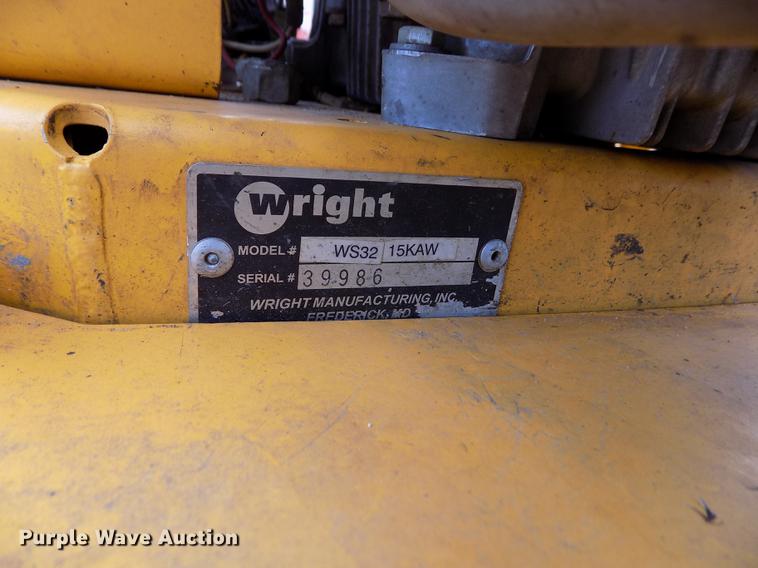 Wright
MODEL # WS32 15KAW
SERIAL # 39986
WRIGHT MANUFACTURING, INC.
FREDERICK, MD
Purple Wave Auction